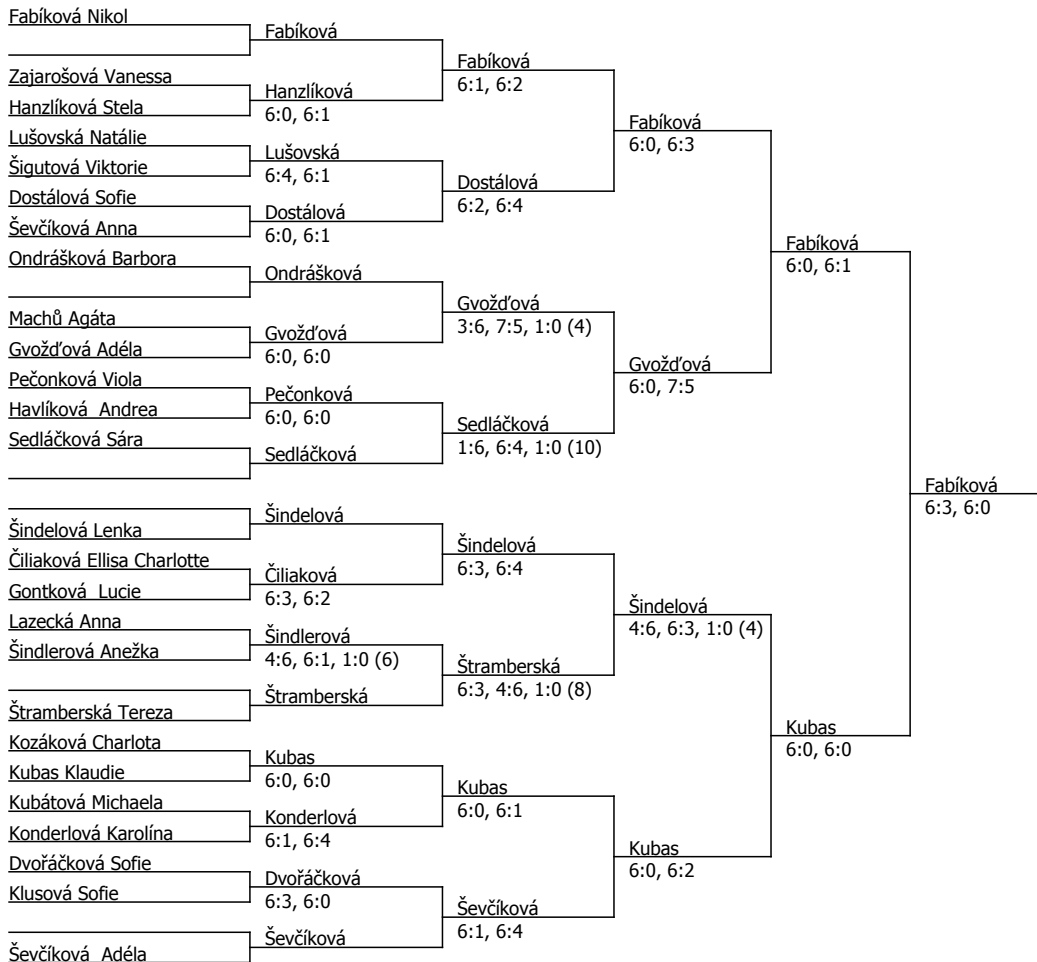 Fabíková Nikol
Fabíková
Fabíková
6:1, 6:2
Zajarošová Vanessa
Hanzlíková
6:0, 6:1
Hanzlíková Stela
Fabíková
6:0, 6:3
Lušovská Natálie
Lušovská
6:4, 6:1
Šigutová Viktorie
Dostálová
6:2, 6:4
Dostálová Sofie
Dostálová
6:0, 6:1
Ševčíková Anna
Fabíková
6:0, 6:1
Ondrášková Barbora
Ondrášková
Gvožďová
3:6, 7:5, 1:0 (4)
Machů Agáta
Gvožďová
6:0, 6:0
Gvožďová Adéla
Gvožďová
6:0, 7:5
Pečonková Viola
Pečonková
6:0, 6:0
Havlíková  Andrea
Sedláčková
1:6, 6:4, 1:0 (10)
Sedláčková Sára
Sedláčková
Fabíková
6:3, 6:0
Šindelová
Šindelová Lenka
Šindelová
6:3, 6:4
Čiliaková Ellisa Charlotte
Čiliaková
6:3, 6:2
Gontková  Lucie
Šindelová
4:6, 6:3, 1:0 (4)
Lazecká Anna
Šindlerová
4:6, 6:1, 1:0 (6)
Šindlerová Anežka
Štramberská
6:3, 4:6, 1:0 (8)
Štramberská
Štramberská Tereza
Kubas
6:0, 6:0
Kozáková Charlota
Kubas
6:0, 6:0
Kubas Klaudie
Kubas
6:0, 6:1
Kubátová Michaela
Konderlová
6:1, 6:4
Konderlová Karolína
Kubas
6:0, 6:2
Dvořáčková Sofie
Dvořáčková
6:3, 6:0
Klusová Sofie
Ševčíková
6:1, 6:4
Ševčíková
Ševčíková  Adéla